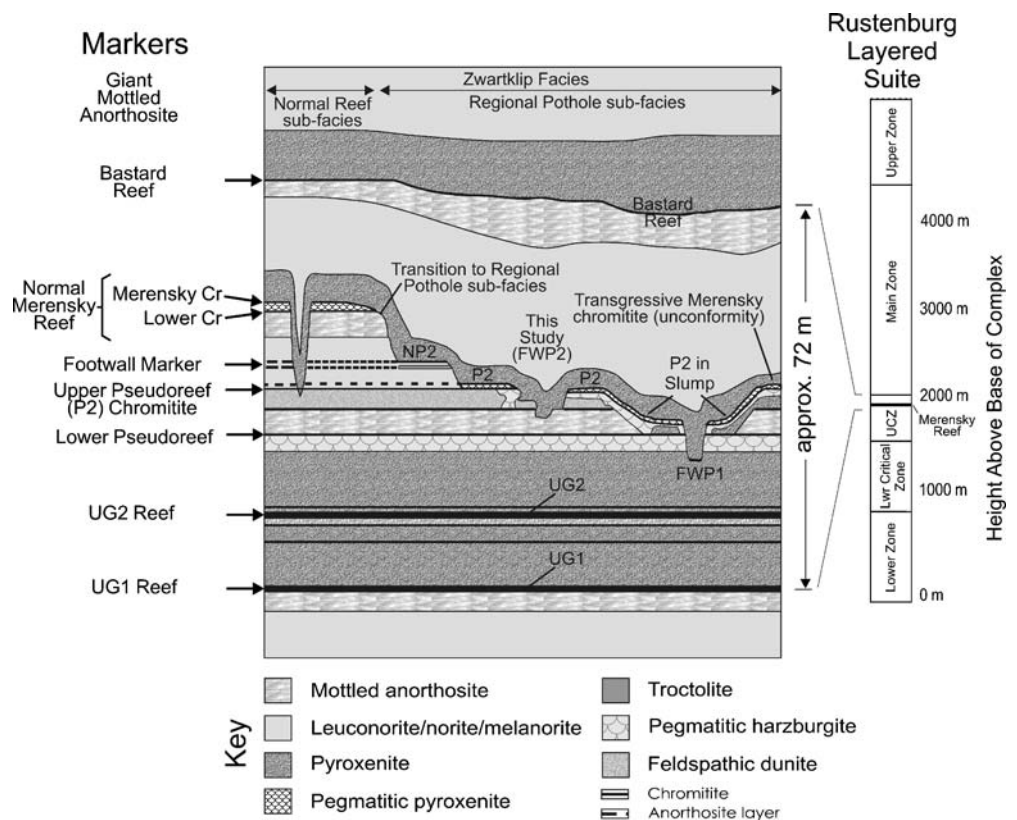 Markers
Giant
Mottled
Anorthosite
Bastard
Reef
Normal
Merensky
Reef
Merensky Cr
Lower Cr
Footwall Marker
Upper Pseudoreef
(P2) Chromitite
Lower Pseudoreef
UG2 Reef
UG1 Reef
Zwartklip Facies
Normal Reef
sub-facies
Regional Pothole sub-facies
Bastard
Reef
Transition to Regional
Pothole sub-facies
Transgressive Merensky
chromitite (unconformity)
This
Study
(FWP2)
NP2
P2
P2
P2 in
Slump
FWP1
UG2
UG1
approx. 72 m
Rustenburg
Layered
Suite
Upper Zone
Main Zone
UCZ
Lwr Critical
Zone
Lower Zone
4000 m
3000 m
2000 m
Merensky
Reef
1000 m
0 m
Height Above Base of Complex
Key
Mottled anorthosite
Leuconorite/norite/melanorite
Pyroxenite
Pegmatitic pyroxenite
Troctolite
Pegmatitic harzburgite
Feldspathic dunite
Chromitite
Anorthosite layer